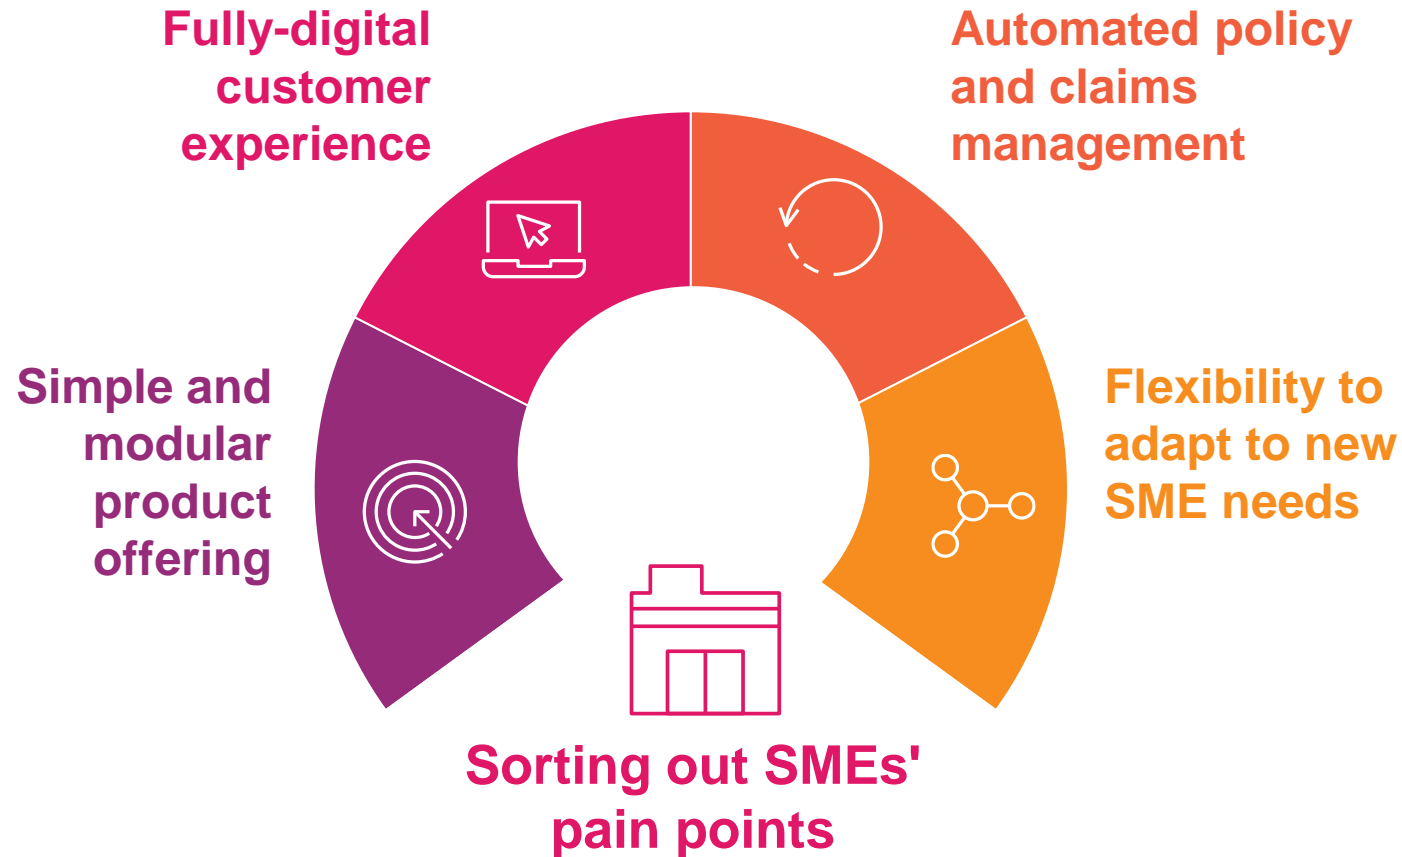 Fully-digital
customer
experience
Automated policy
and claims
management
Simple and
modular
product
offering
Flexibility to
adapt to new
SME needs
Sorting out SMEs'
pain points